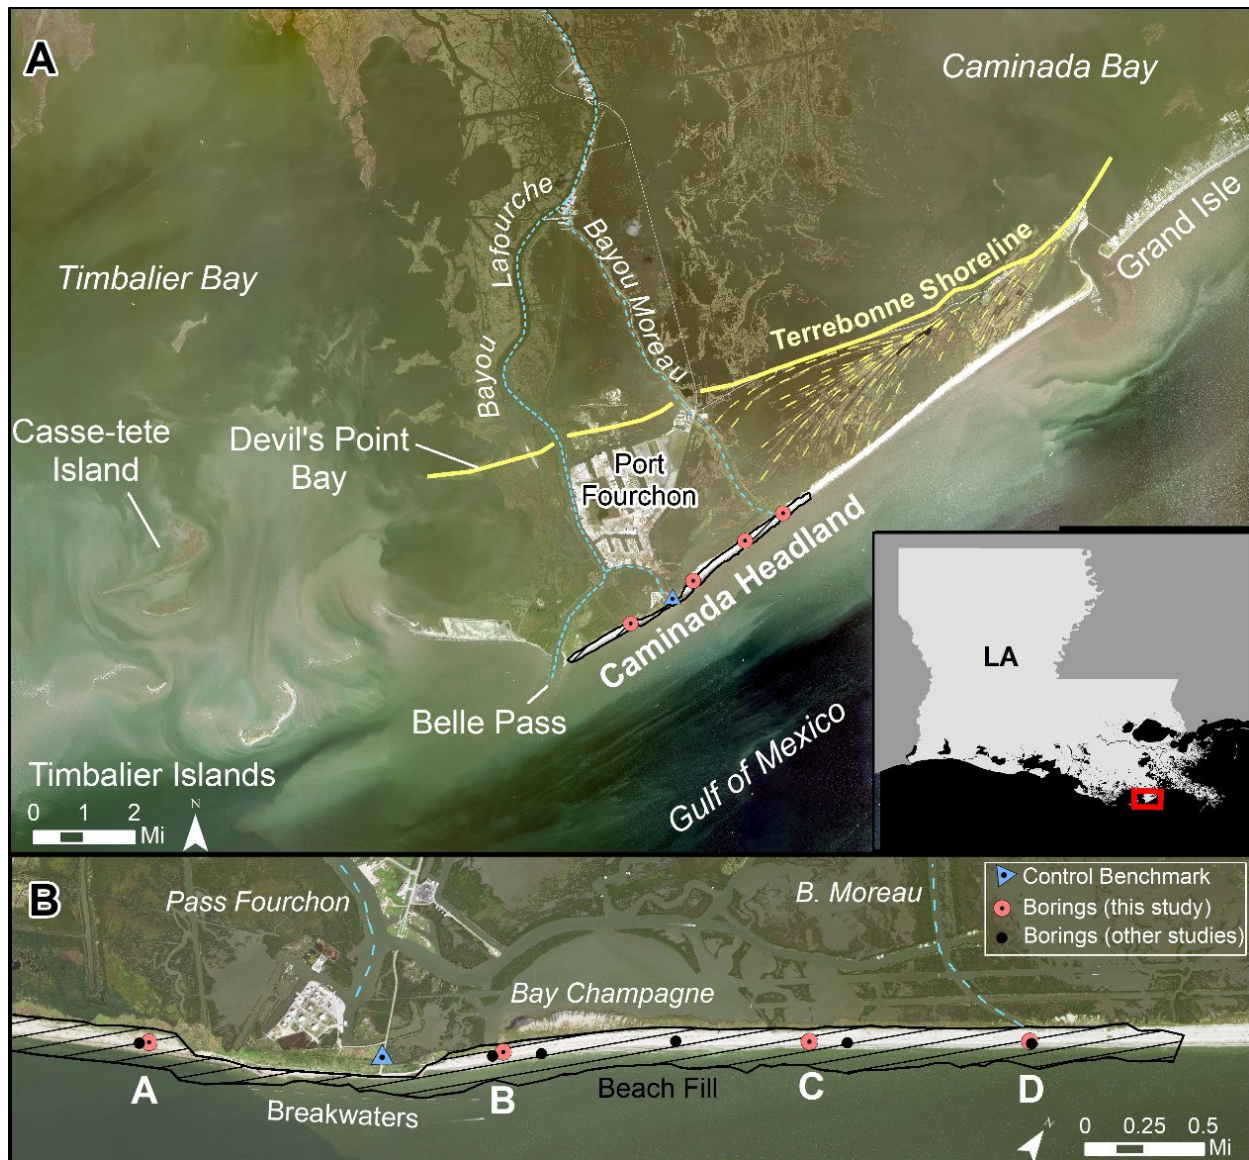 A
Caminada Bay
Timbalier Bay
Bayou
Lafourche
Bayou Moreau
Terrebonne Shoreline
Grand Isle
Casse-tete
Island
Devil's Point
Bay
Port
Fourchon
Caminada Headland
Belle Pass
Gulf of Mexico
Timbalier Islands
0 1 2
Mi
N
LA
B
Pass Fourchon
B. Moreau
Bay Champagne
Control Benchmark
Borings (this study)
Borings (other studies)
A
B
C
D
Beach Fill
Breakwaters
N
0 0.25 0.5
Mi